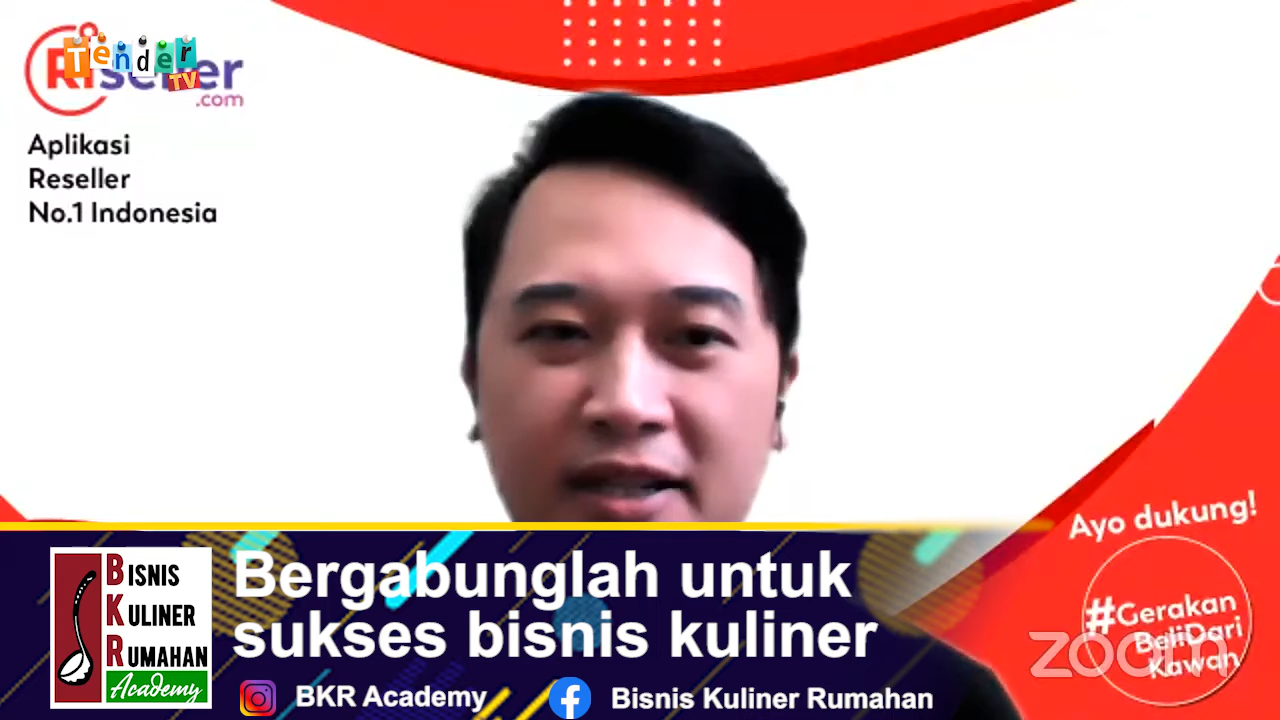 Tender
TV
Riseller
.com
Aplikasi
Reseller
No.1 Indonesia
Ayo dukung!
#Gerakan
BeliDari
Kawan
zoom
BISNIS
KULINER
RUMAHAN
Academy
Bergabunglah untuk
sukses bisnis kuliner
BKR Academy
Bisnis Kuliner Rumahan